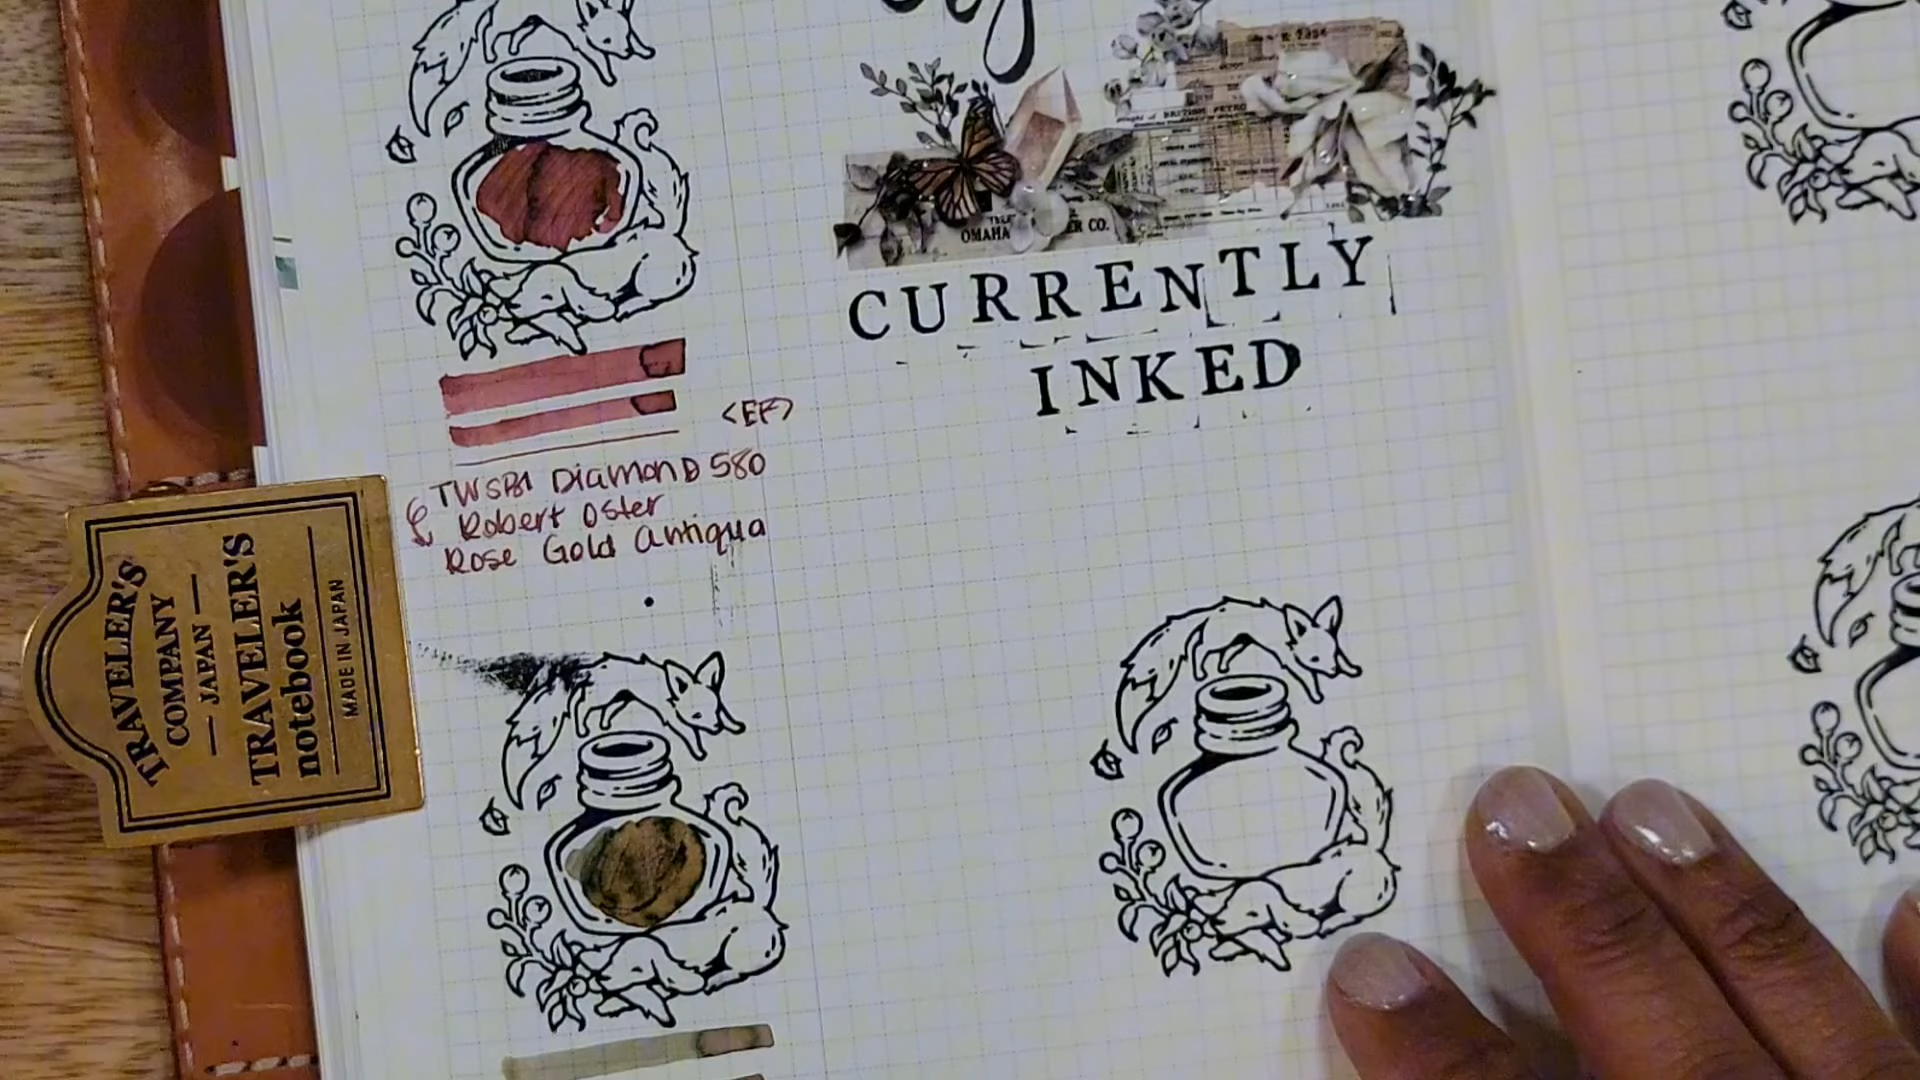 CURRENTLY
INKED
OMAHA
ER CO.
<EF>
TWSBI Diamond 580
& Robert Oster
Rose Gold Antiqua
TRAVELER'S
COMPANY
— JAPAN —
TRAVELER'S
notebook
MADE IN JAPAN